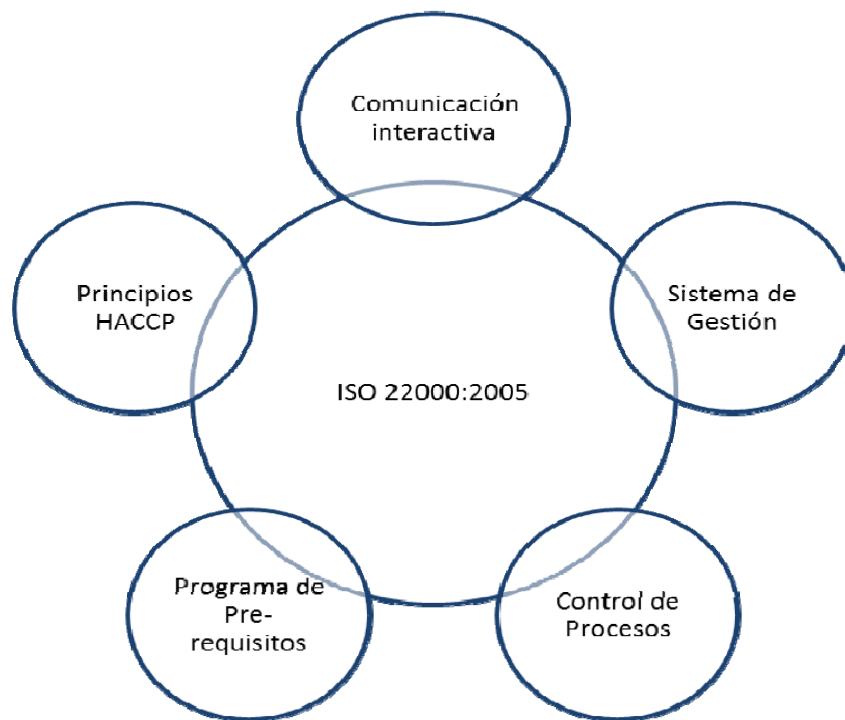 Comunicación
interactiva
Principios
HACCP
Sistema de
Gestión
ISO 22000:2005
Programa de
Pre-
requisitos
Control de
Procesos